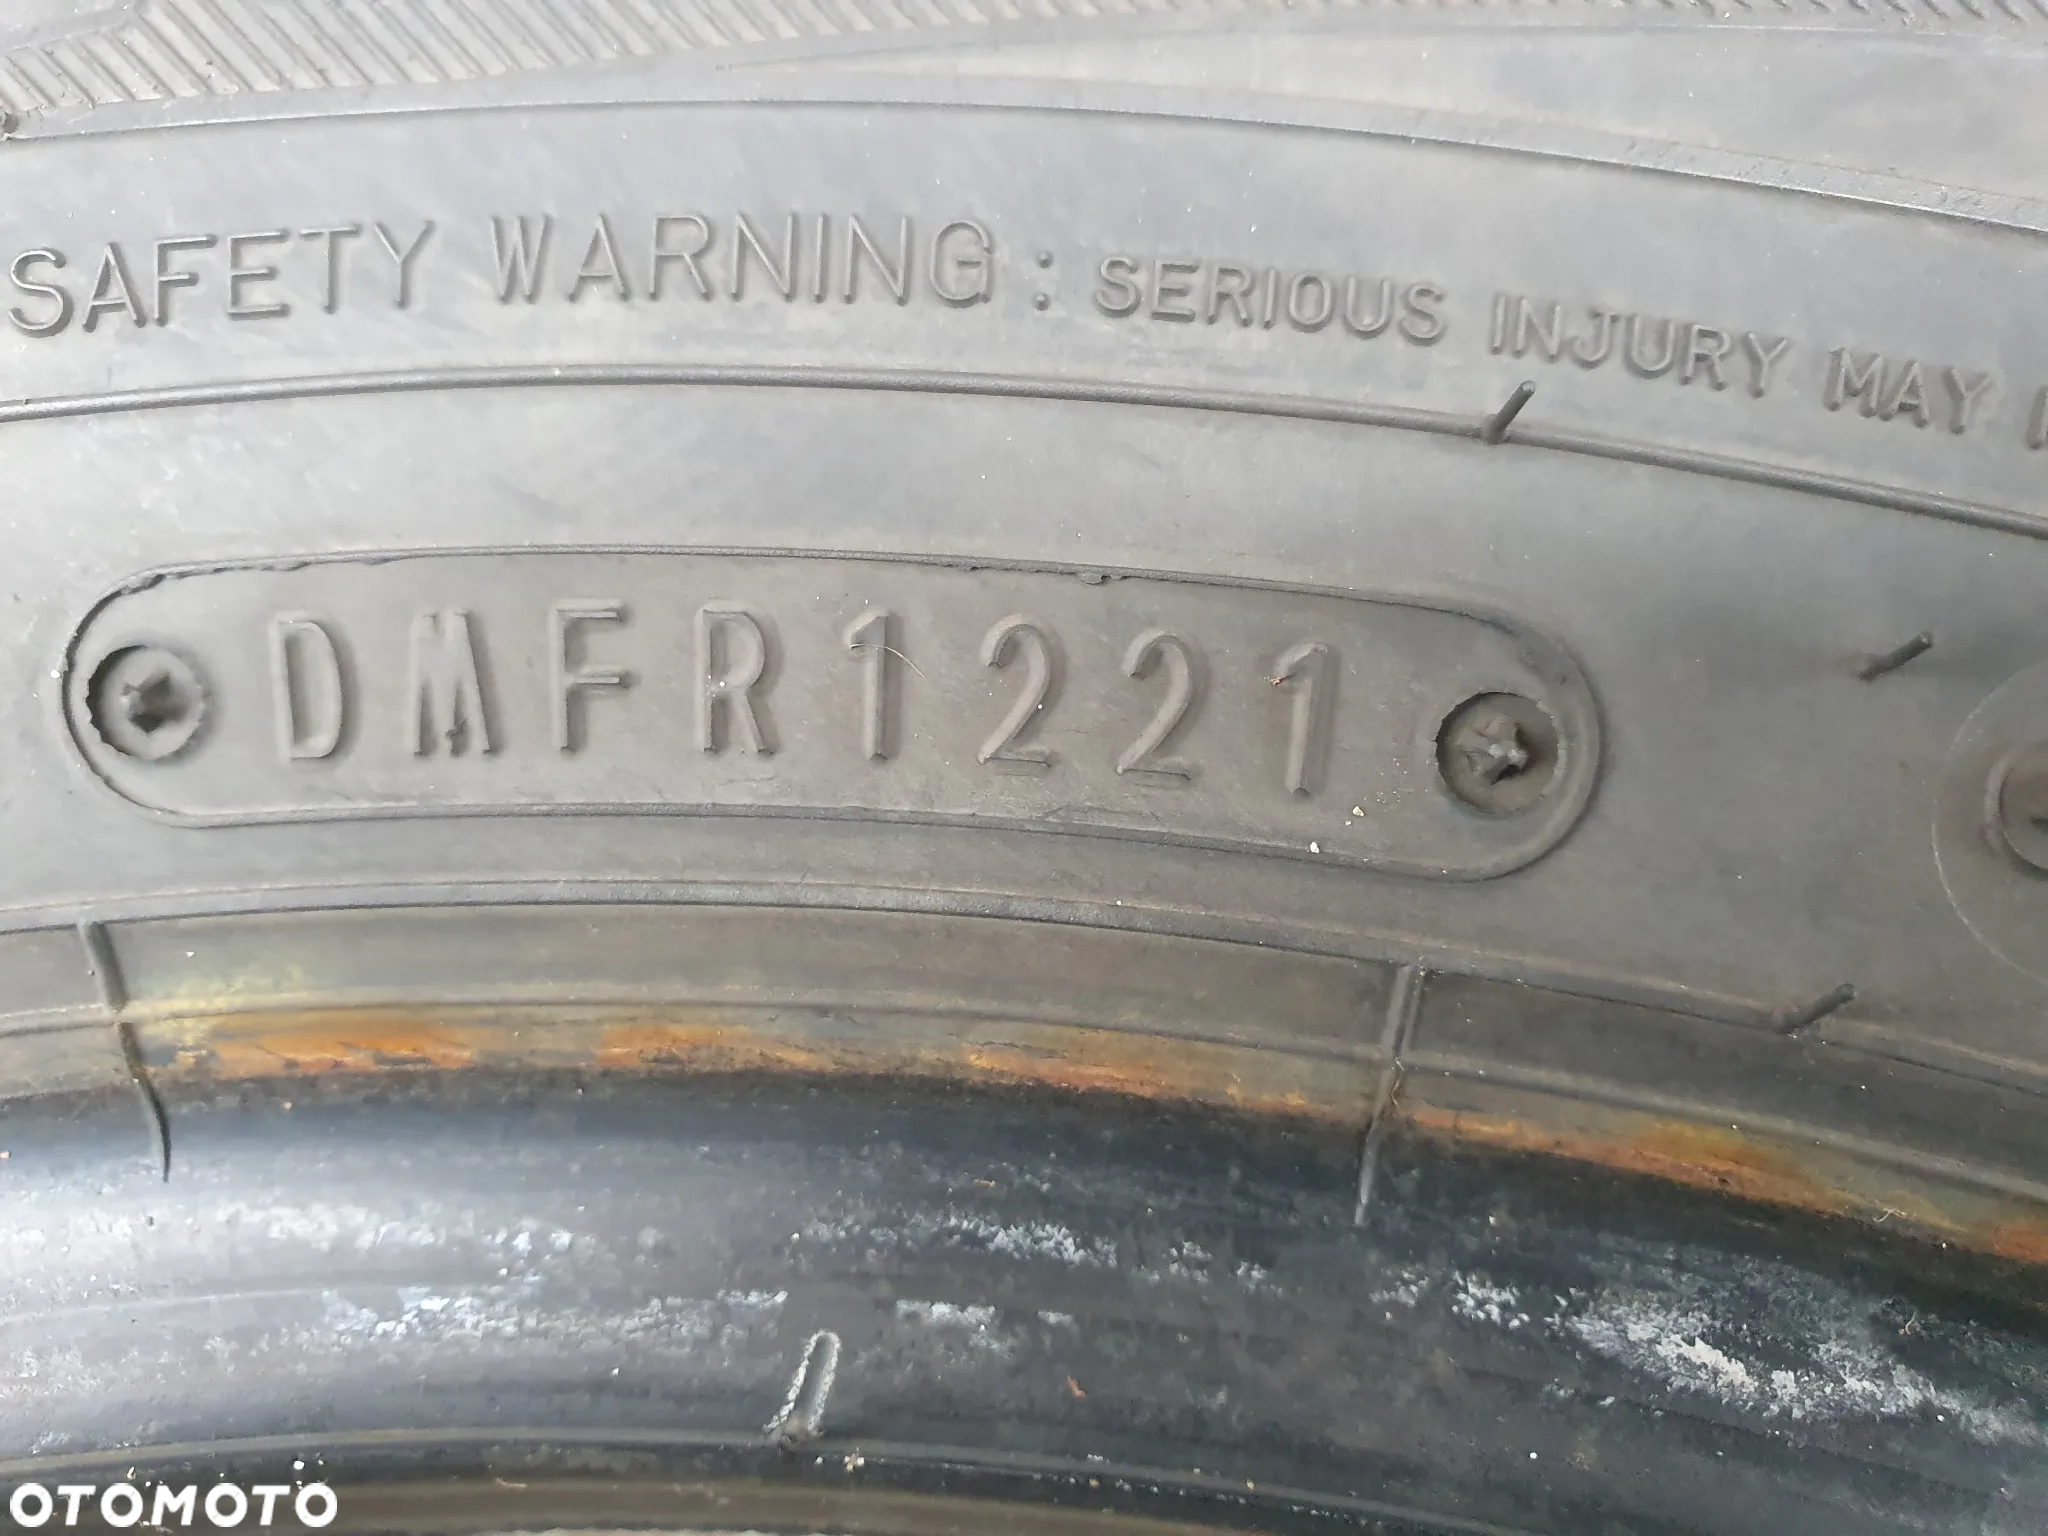 SAFETY WARNING : SERIOUS INJURY MAY
DMFR1221
OTOMOTO